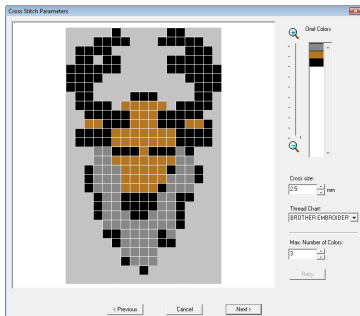 Cross Stitch Parameters
Omit Colors
Cross size:
2.5 mm
Thread Chart:
BROTHER EMBROIDERY
Max. Number of Colors:
3
Retry
< Previous
Cancel
Next >